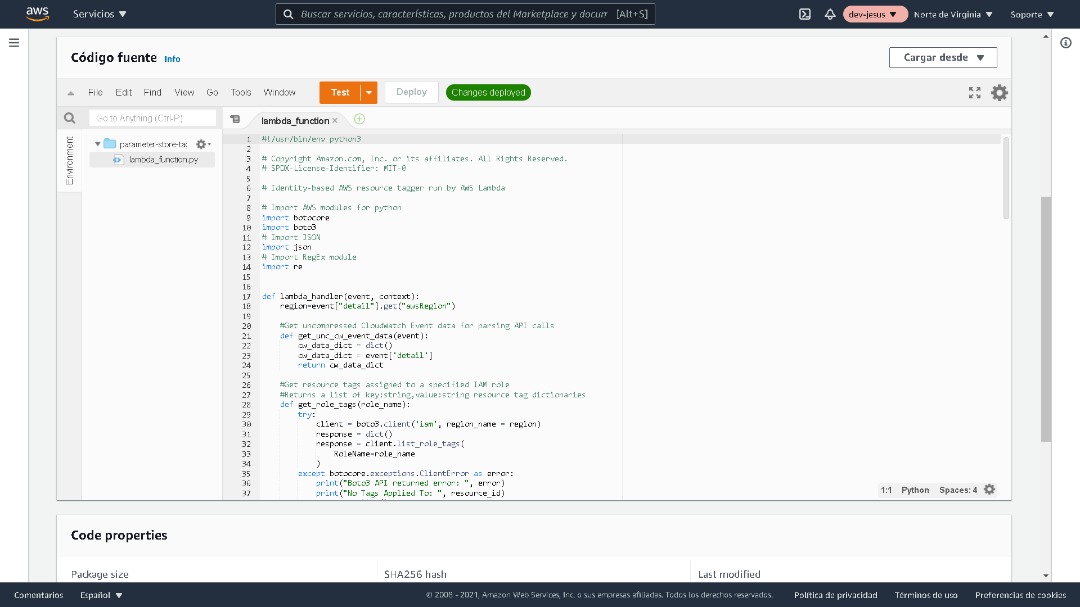 aws
Servicios
Buscar servicios, características, productos del Marketplace y docum [Alt+S]
dev-jesus
Norte de Virginia
Soporte
Código fuente Info
Cargar desde
File Edit Find View Go Tools Window
Test
Deploy
Changes deployed
Go to Anything (Ctrl-P)
lambda_function
Environment
parameter-store-ta
lambda_function.py
1 #!/usr/bin/env python3
2
3 # Copyright Amazon.com, Inc. or its affiliates. All Rights Reserved.
4 # SPDX-License-Identifier: MIT-0
5
6 # Identity-based AWS resource tagger run by AWS Lambda
7
8 # Import AWS modules for python
9 import botocore
10 import boto3
11 # Import JSON
12 import json
13 # Import RegEx module
14 import re
15
16
17 def lambda_handler(event, context):
18 region=event["detail"].get("awsRegion")
19
20 #Get uncompressed CloudWatch Event data for parsing API calls
21 def get_unc_cw_event_data(event):
22 cw_data_dict = dict()
23 cw_data_dict = event['detail']
24 return cw_data_dict
25
26 #Get resource tags assigned to a specified IAM role
27 #Returns a list of key:string,value:string resource tag dictionaries
28 def get_role_tags(role_name):
29 try:
30 client = boto3.client('iam', region_name = region)
31 response = dict()
32 response = client.list_role_tags(
33 RoleName=role_name
34 )
35 except botocore.exceptions.ClientError as error:
36 print("Boto3 API returned error: ", error)
37 print("No Tags Applied To: ", resource_id)
1:1 Python Spaces: 4
Code properties
Package size
SHA256 hash
Last modified
Comentarios
Español
© 2008 - 2021, Amazon Web Services, Inc. o sus empresas afiliadas. Todos los derechos reservados.
Política de privacidad
Términos de uso
Preferencias de cookies